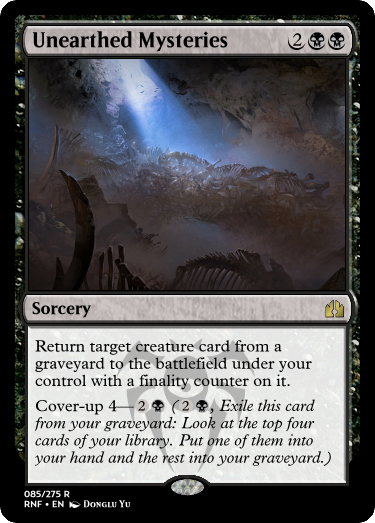 Unearthed Mysteries 2
Sorcery
Return target creature card from a
graveyard to the battlefield under your
control with a finality counter on it.
Cover-up 4—2 (2, Exile this card
from your graveyard: Look at the top four
cards of your library. Put one of them into
your hand and the rest into your graveyard.)
085/275 R
RNF • EN Donglu Yu